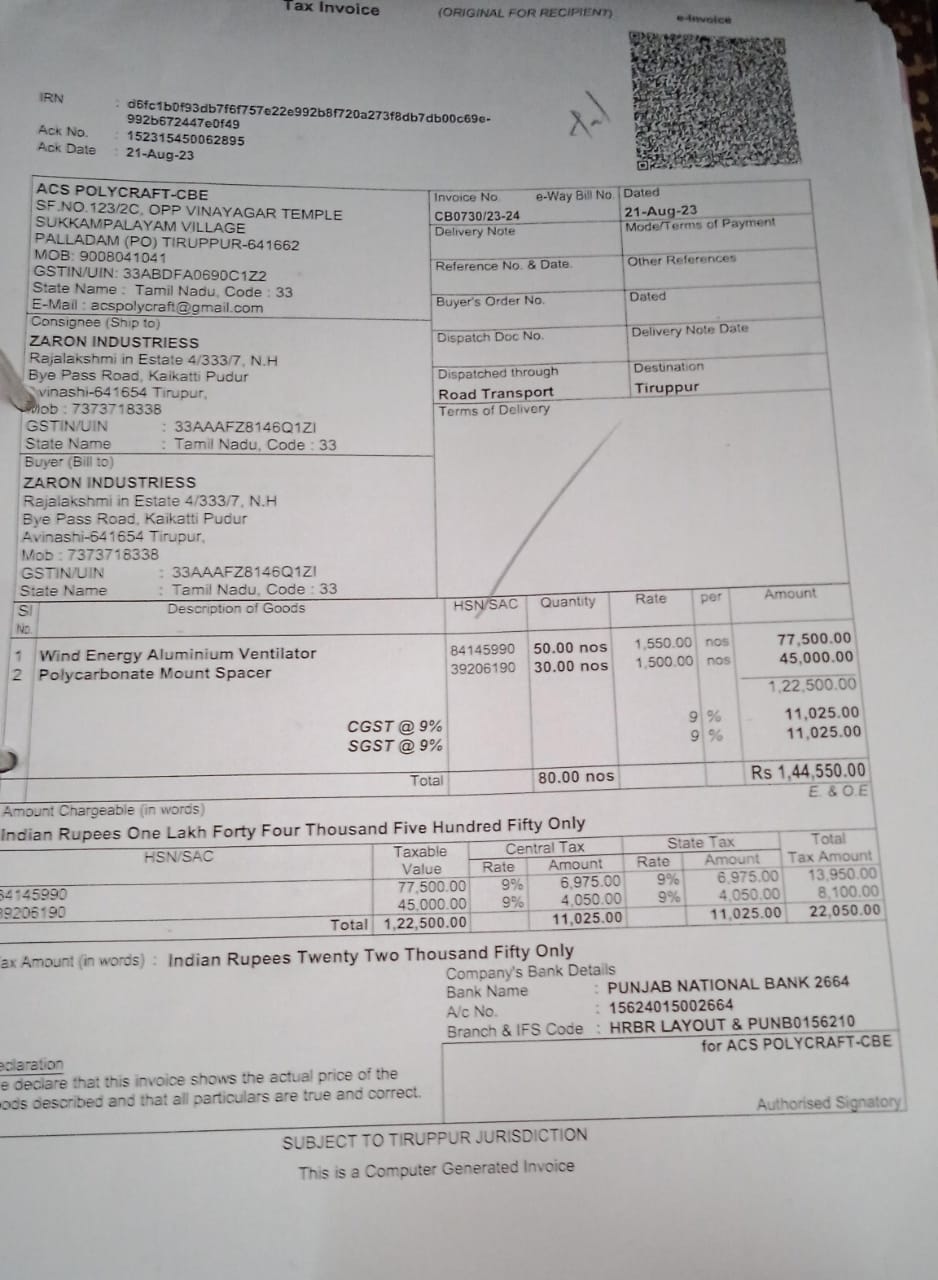 Tax Invoice
(ORIGINAL FOR RECIPIENT)
e-Invoice
IRN : d6fc1b0f93db7f6f757e22e992b8f720a273f8db7db00c69e-
992b672447e0f49
Ack No. : 152315450062895
Ack Date : 21-Aug-23
ACS POLYCRAFT-CBE
SF.NO.123/2C, OPP VINAYAGAR TEMPLE
SUKKAMPALAYAM VILLAGE
PALLADAM (PO) TIRUPPUR-641662
MOB: 9008041041
GSTIN/UIN: 33ABDFA0690C1Z2
State Name : Tamil Nadu, Code : 33
E-Mail : acspolycraft@gmail.com
Invoice No. e-Way Bill No. Dated
CB0730/23-24 21-Aug-23
Delivery Note Mode/Terms of Payment
Reference No. & Date. Other References
Buyer's Order No. Dated
Dispatch Doc No. Delivery Note Date
Dispatched through Destination
Road Transport Tiruppur
Terms of Delivery
Consignee (Ship to)
ZARON INDUSTRIESS
Rajalakshmi in Estate 4/333/7, N.H
Bye Pass Road, Kaikatti Pudur
vinashi-641654 Tirupur,
Mob : 7373718338
GSTIN/UIN : 33AAAFZ8146Q1ZI
State Name : Tamil Nadu, Code : 33
Buyer (Bill to)
ZARON INDUSTRIESS
Rajalakshmi in Estate 4/333/7, N.H
Bye Pass Road, Kaikatti Pudur
Avinashi-641654 Tirupur,
Mob : 7373718338
GSTIN/UIN : 33AAAFZ8146Q1ZI
State Name : Tamil Nadu, Code : 33
Sl No. Description of Goods HSN/SAC Quantity Rate per Amount
1 Wind Energy Aluminium Ventilator 84145990 50.00 nos 1,550.00 nos 77,500.00
2 Polycarbonate Mount Spacer 39206190 30.00 nos 1,500.00 nos 45,000.00
1,22,500.00
CGST @ 9% 9 % 11,025.00
SGST @ 9% 9 % 11,025.00
Total 80.00 nos Rs 1,44,550.00
Amount Chargeable (in words) E. & O.E
Indian Rupees One Lakh Forty Four Thousand Five Hundred Fifty Only
HSN/SAC Taxable Value Central Tax State Tax Total Tax Amount
Rate Amount Rate Amount
84145990 77,500.00 9% 6,975.00 9% 6,975.00 13,950.00
39206190 45,000.00 9% 4,050.00 9% 4,050.00 8,100.00
Total 1,22,500.00 11,025.00 11,025.00 22,050.00
ax Amount (in words) : Indian Rupees Twenty Two Thousand Fifty Only
Company's Bank Details
Bank Name : PUNJAB NATIONAL BANK 2664
A/c No. : 15624015002664
Branch & IFS Code : HRBR LAYOUT & PUNB0156210
for ACS POLYCRAFT-CBE
eclaration
e declare that this invoice shows the actual price of the
ods described and that all particulars are true and correct.
Authorised Signatory
SUBJECT TO TIRUPPUR JURISDICTION
This is a Computer Generated Invoice